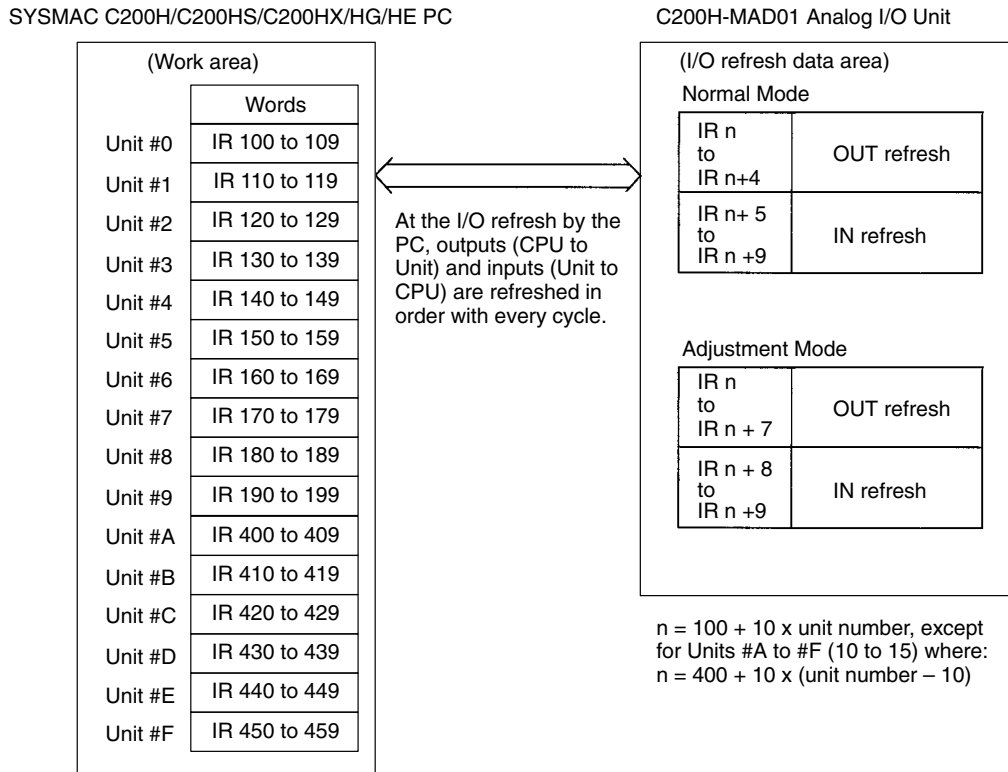 SYSMAC C200H/C200HS/C200HX/HG/HE PC
(Work area)
Words
Unit #0 IR 100 to 109
Unit #1 IR 110 to 119
Unit #2 IR 120 to 129
Unit #3 IR 130 to 139
Unit #4 IR 140 to 149
Unit #5 IR 150 to 159
Unit #6 IR 160 to 169
Unit #7 IR 170 to 179
Unit #8 IR 180 to 189
Unit #9 IR 190 to 199
Unit #A IR 400 to 409
Unit #B IR 410 to 419
Unit #C IR 420 to 429
Unit #D IR 430 to 439
Unit #E IR 440 to 449
Unit #F IR 450 to 459
At the I/O refresh by the
PC, outputs (CPU to
Unit) and inputs (Unit to
CPU) are refreshed in
order with every cycle.
C200H-MAD01 Analog I/O Unit
(I/O refresh data area)
Normal Mode
IR n
to
IR n+4
OUT refresh
IR n+ 5
to
IR n +9
IN refresh
Adjustment Mode
IR n
to
IR n + 7
OUT refresh
IR n + 8
to
IR n +9
IN refresh
n = 100 + 10 x unit number, except
for Units #A to #F (10 to 15) where:
n = 400 + 10 x (unit number – 10)